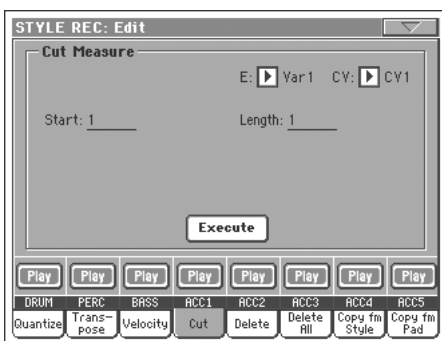 STYLE REC: Edit
Cut Measure
E: Var1 CV: CV1
Start: 1 Length: 1
Execute
Play Play Play Play Play Play Play Play
DRUM PERC BASS ACC1 ACC2 ACC3 ACC4 ACC5
Quantize Trans-pose Velocity Cut Delete Delete All Copy fm Style Copy fm Pad